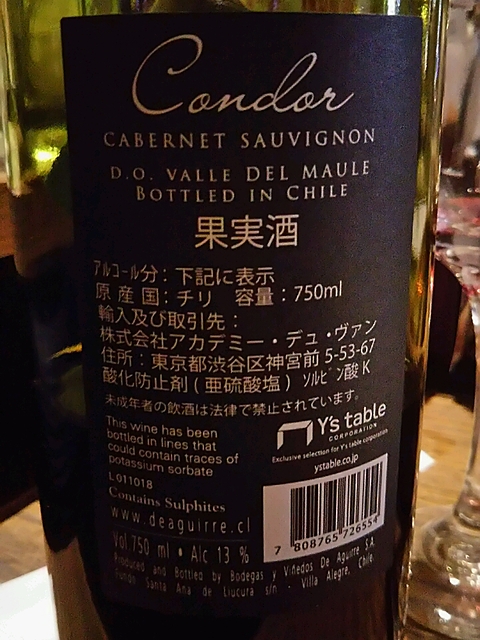 Condor
CABERNET SAUVIGNON
D.O. VALLE DEL MAULE
BOTTLED IN CHILE
果実酒
アルコール分：下記に表示
原産国：チリ 容量：750ml
輸入及び取引先：
株式会社アカデミー・デュ・ヴァン
住所：東京都渋谷区神宮前 5-53-67
酸化防止剤 ( 亜硫酸塩 ) ソルビン酸 K
未成年者の飲酒は法律で禁止されています。
This wine has been
bottled in lines that
could contain traces of
potassium sorbate
Y's table
CORPORATION
Exclusive selection for Y's table corporation
ystable.co.jp
L011018
Contains Sulphites
www.deaguirre.cl
Vol 750 ml • Alc 13 %
7 808765 726554
Produced and Bottled by Bodegas y Viñedos De Aguirre S.A.
Fundo Santa Ana de Liucura s/n - Villa Alegre, Chile.